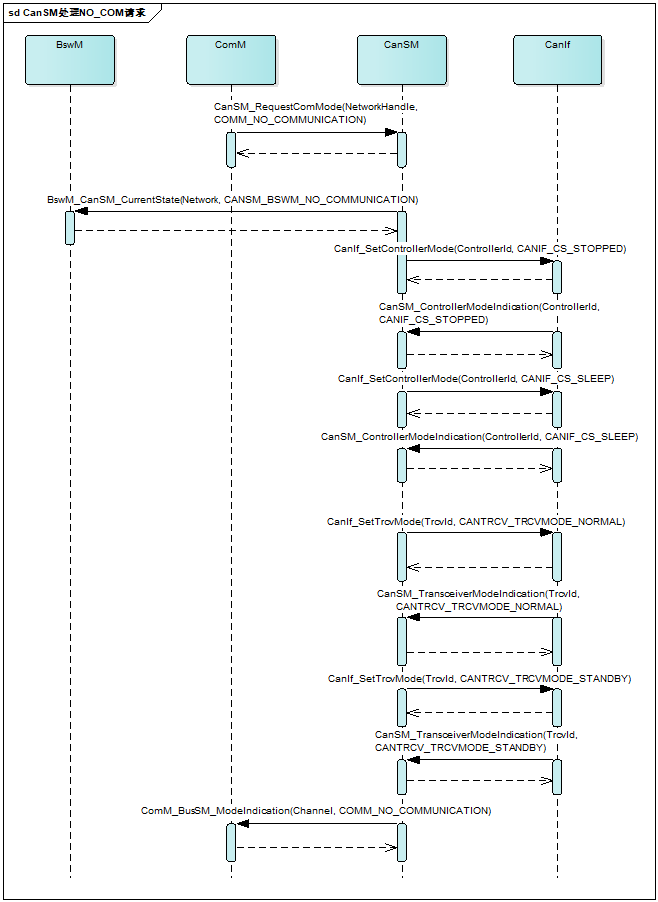 sd CanSM处理NO_COM请求
BswM
ComM
CanSM
CanIf
CanSM_RequestComMode(NetworkHandle,
COMM_NO_COMMUNICATION)
BswM_CanSM_CurrentState(Network, CANSM_BSWM_NO_COMMUNICATION)
CanIf_SetControllerMode(ControllerId, CANIF_CS_STOPPED)
CanSM_ControllerModeIndication(ControllerId,
CANIF_CS_STOPPED)
CanIf_SetControllerMode(ControllerId, CANIF_CS_SLEEP)
CanSM_ControllerModeIndication(ControllerId, CANIF_CS_SLEEP)
CanIf_SetTrcvMode(TrcvId, CANTRCV_TRCVMODE_NORMAL)
CanSM_TransceiverModeIndication(TrcvId,
CANTRCV_TRCVMODE_NORMAL)
CanIf_SetTrcvMode(TrcvId, CANTRCV_TRCVMODE_STANDBY)
CanSM_TransceiverModeIndication(TrcvId,
CANTRCV_TRCVMODE_STANDBY)
ComM_BusSM_ModeIndication(Channel, COMM_NO_COMMUNICATION)